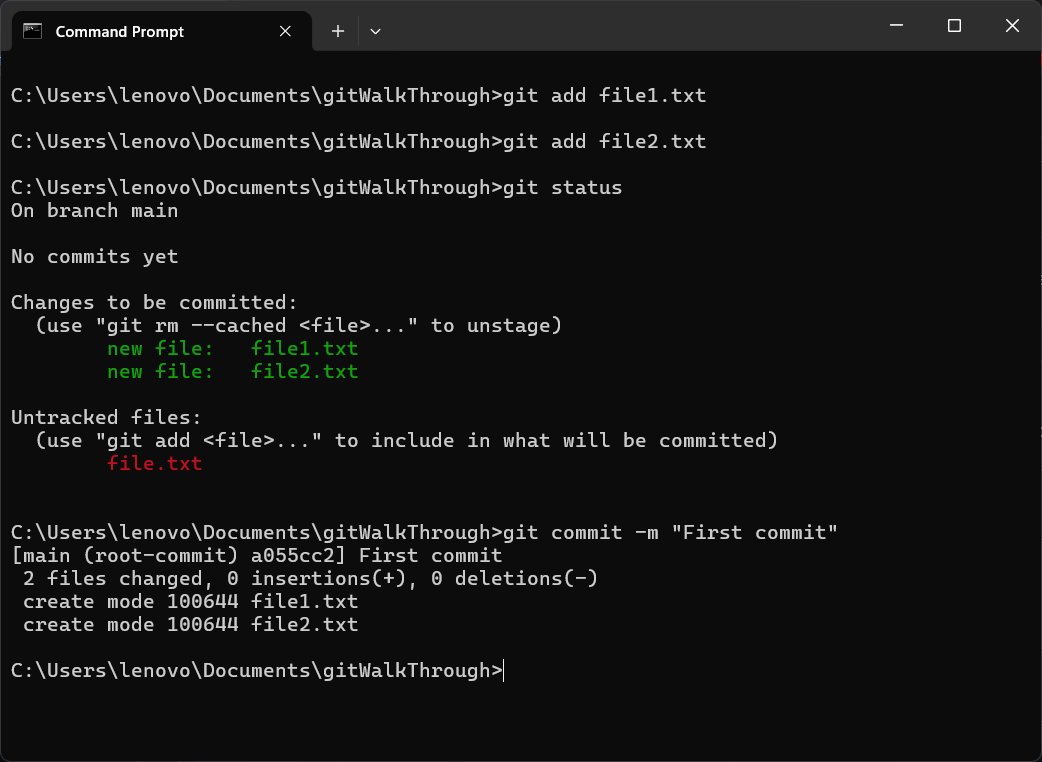 Command Prompt
C:\Users\lenovo\Documents\gitWalkThrough>git add file1.txt
C:\Users\lenovo\Documents\gitWalkThrough>git add file2.txt
C:\Users\lenovo\Documents\gitWalkThrough>git status
On branch main
No commits yet
Changes to be committed:
  (use "git rm --cached <file>..." to unstage)
        new file:   file1.txt
        new file:   file2.txt
Untracked files:
  (use "git add <file>..." to include in what will be committed)
        file.txt
C:\Users\lenovo\Documents\gitWalkThrough>git commit -m "First commit"
[main (root-commit) a055cc2] First commit
 2 files changed, 0 insertions(+), 0 deletions(-)
 create mode 100644 file1.txt
 create mode 100644 file2.txt
C:\Users\lenovo\Documents\gitWalkThrough>